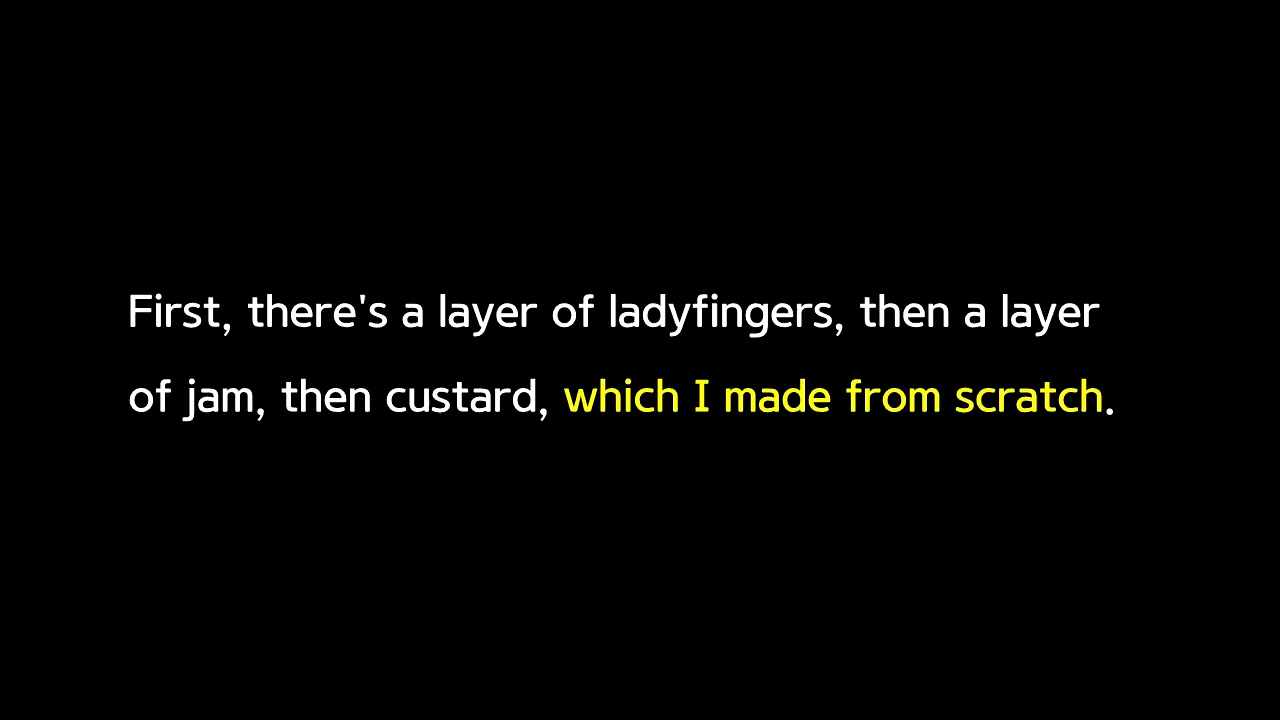 First, there's a layer of ladyfingers, then a layer
of jam, then custard, which I made from scratch.